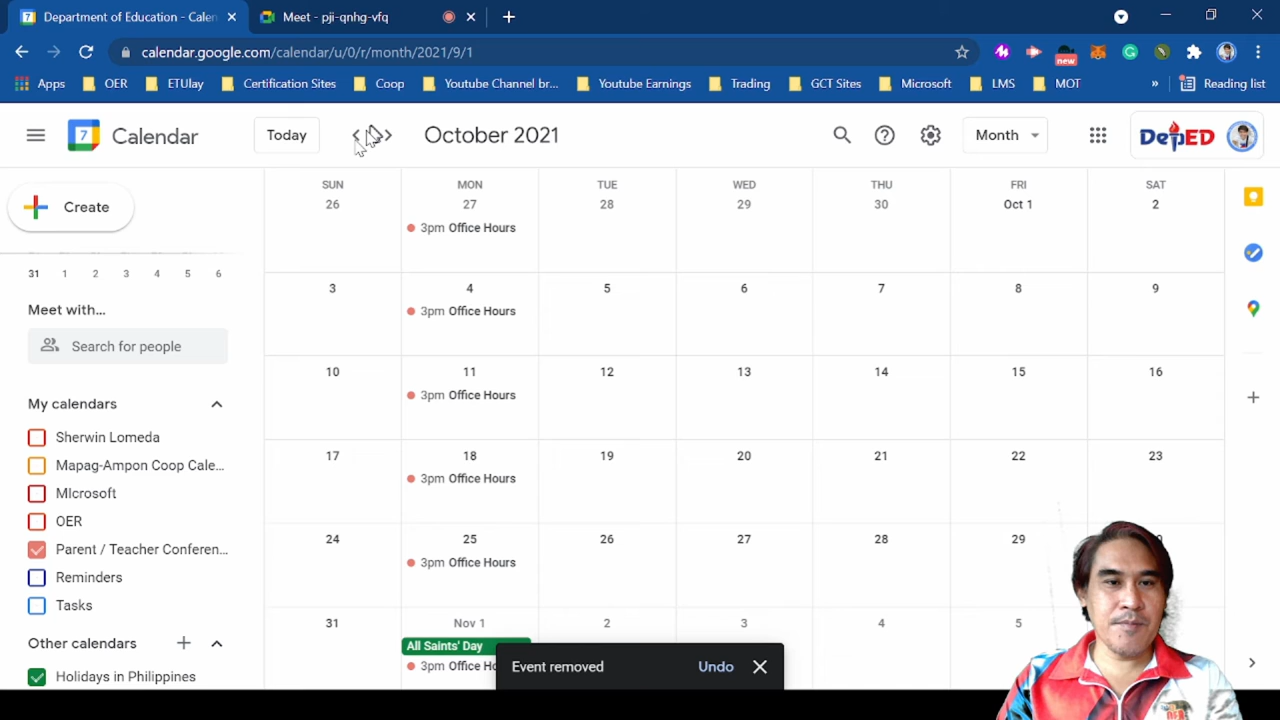 Department of Education - Calen
Meet - pji-qnhg-vfq
calendar.google.com/calendar/u/0/r/month/2021/9/1
new
Apps
OER
ETUlay
Certification Sites
Coop
Youtube Channel br...
Youtube Earnings
Trading
GCT Sites
Microsoft
LMS
MOT
»
Reading list
7
Calendar
Today
October 2021
Month
DepED
Create
SUN MON TUE WED THU FRI SAT
26 27 28 29 30 Oct 1 2
3pm Office Hours
3 4 5 6 7 8 9
3pm Office Hours
10 11 12 13 14 15 16
3pm Office Hours
17 18 19 20 21 22 23
3pm Office Hours
24 25 26 27 28 29
3pm Office Hours
31 Nov 1 2 3 4 5
All Saints' Day
3pm Office Ho
31 1 2 3 4 5 6
Meet with...
Search for people
My calendars
Sherwin Lomeda
Mapag-Ampon Coop Cale...
MIcrosoft
OER
Parent / Teacher Conferen...
Reminders
Tasks
Other calendars
Holidays in Philippines
Event removed
Undo